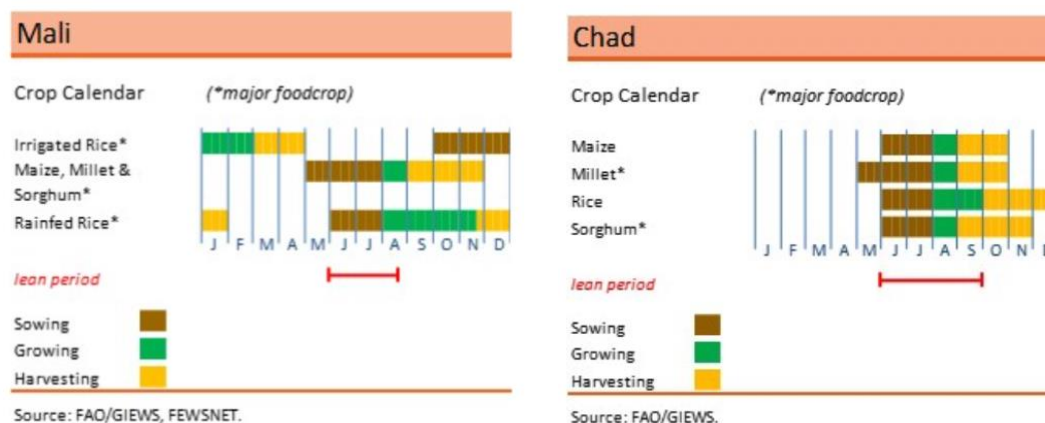 Mali
Crop Calendar (*major foodcrop)
Irrigated Rice*
Maize, Millet &
Sorghum*
Rainfed Rice*
J F M A M J J A S O N D
lean period
Sowing
Growing
Harvesting
Source: FAO/GIEWS, FEWSNET.
Chad
Crop Calendar (*major foodcrop)
Maize
Millet*
Rice
Sorghum*
J F M A M J J A S O N
lean period
Sowing
Growing
Harvesting
Source: FAO/GIEWS.